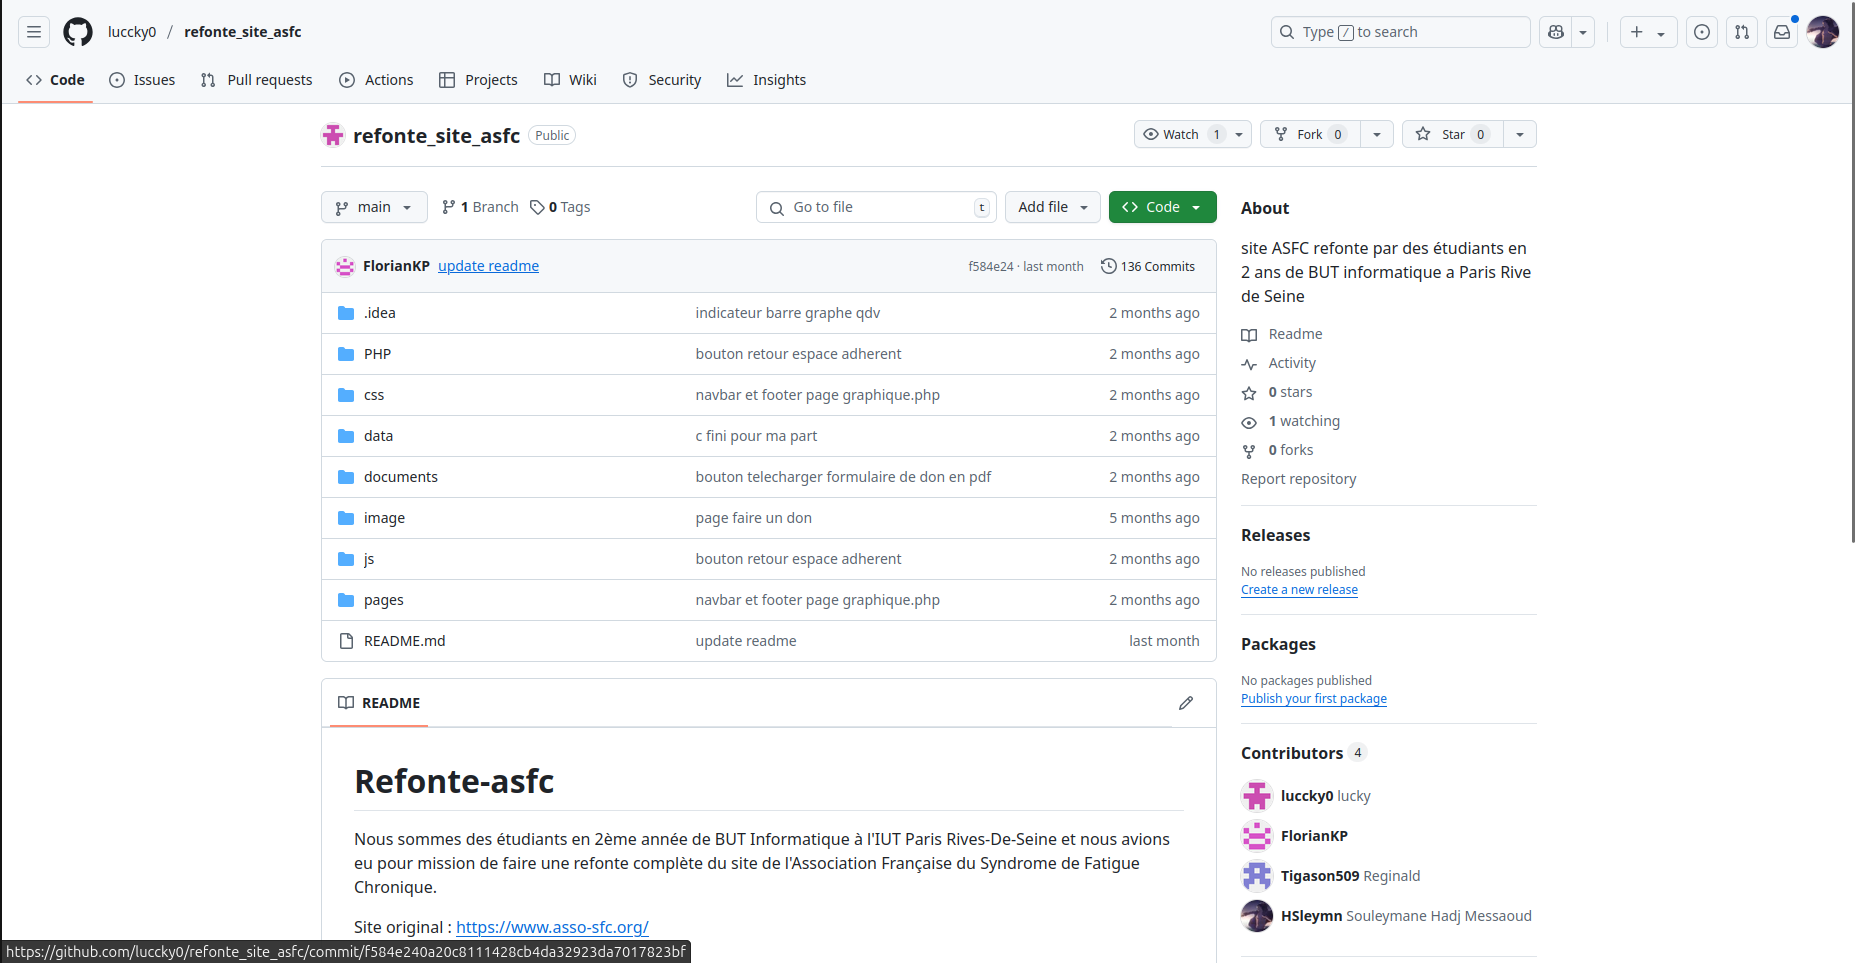 luccky0 / refonte_site_asfc
Type / to search
Code Issues Pull requests Actions Projects Wiki Security Insights
refonte_site_asfc Public
Watch 1 Fork 0 Star 0
main 1 Branch 0 Tags Go to file t Add file Code
FlorianKP update readme f584e24 · last month 136 Commits
.idea indicateur barre graphe qdv 2 months ago
PHP bouton retour espace adherent 2 months ago
css navbar et footer page graphique.php 2 months ago
data c fini pour ma part 2 months ago
documents bouton telecharger formulaire de don en pdf 2 months ago
image page faire un don 5 months ago
js bouton retour espace adherent 2 months ago
pages navbar et footer page graphique.php 2 months ago
README.md update readme last month
README
Refonte-asfc
Nous sommes des étudiants en 2ème année de BUT Informatique à l'IUT Paris Rives-De-Seine et nous avions
eu pour mission de faire une refonte complète du site de l'Association Française du Syndrome de Fatigue
Chronique.
Site original : https://www.asso-sfc.org/
About
site ASFC refonte par des étudiants en
2 ans de BUT informatique a Paris Rive
de Seine
Readme
Activity
0 stars
1 watching
0 forks
Report repository
Releases
No releases published
Create a new release
Packages
No packages published
Publish your first package
Contributors 4
luccky0 lucky
FlorianKP
Tigason509 Reginald
HSleymn Souleymane Hadj Messaoud
https://github.com/luccky0/refonte_site_asfc/commit/f584e240a20c8111428cb4da32923da7017823bf